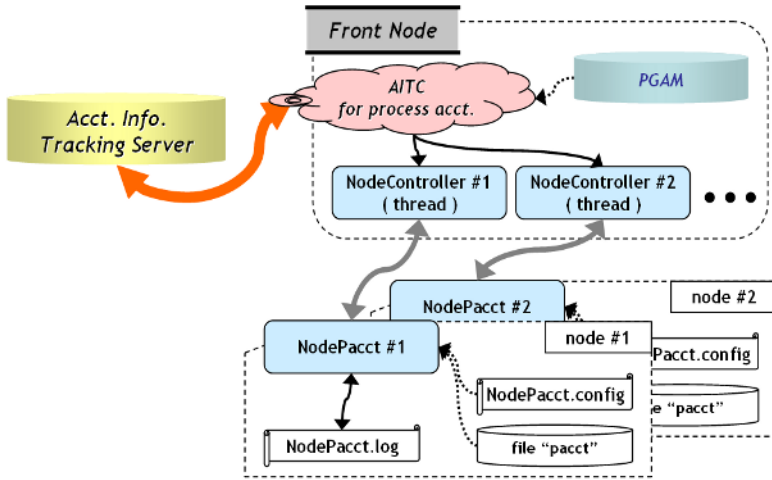 Front Node
AITC
for process acct.
PGAM
Acct. Info.
Tracking Server
NodeController #1
( thread )
NodeController #2
( thread )
NodePacct #2
node #2
NodePacct #1
node #1
Pacct.config
NodePacct.config
e “pacct”
NodePacct.log
file “pacct”